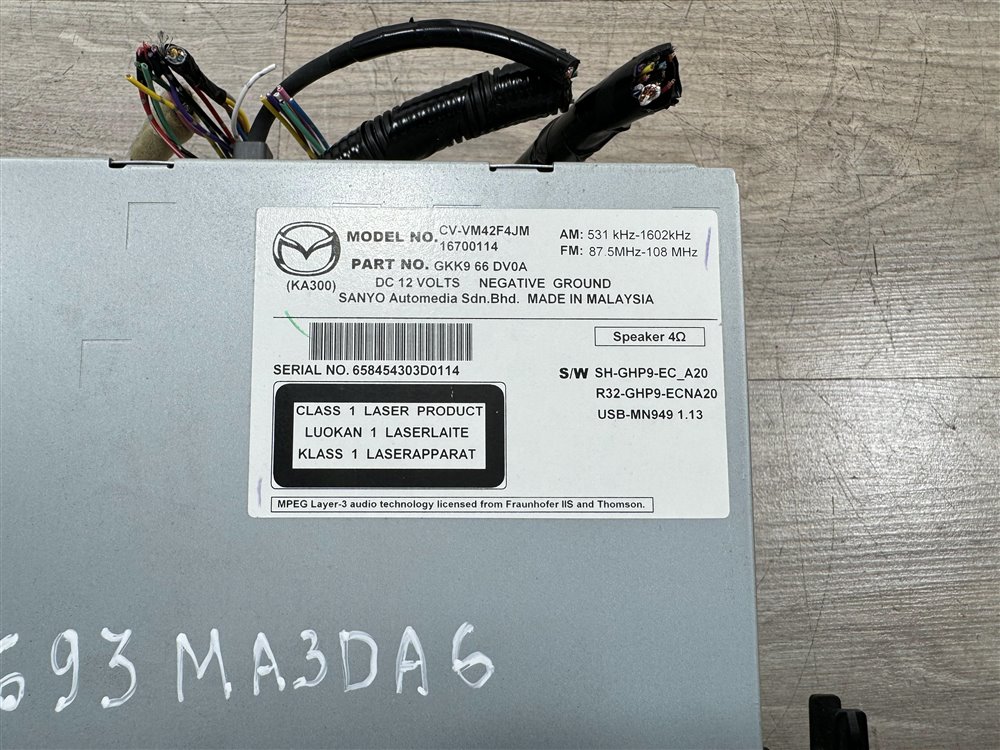 MODEL NO. CV-VM42F4JM
16700114
AM: 531 kHz-1602kHz
FM: 87.5MHz-108 MHz
PART NO. GKK9 66 DV0A
(KA300)
DC 12 VOLTS NEGATIVE GROUND
SANYO Automedia Sdn.Bhd. MADE IN MALAYSIA
Speaker 4Ω
SERIAL NO. 658454303D0114
S/W SH-GHP9-EC_A20
R32-GHP9-ECNA20
USB-MN949 1.13
CLASS 1 LASER PRODUCT
LUOKAN 1 LASERLAITE
KLASS 1 LASERAPPARAT
MPEG Layer-3 audio technology licensed from Fraunhofer IIS and Thomson.
693 MA3DA6